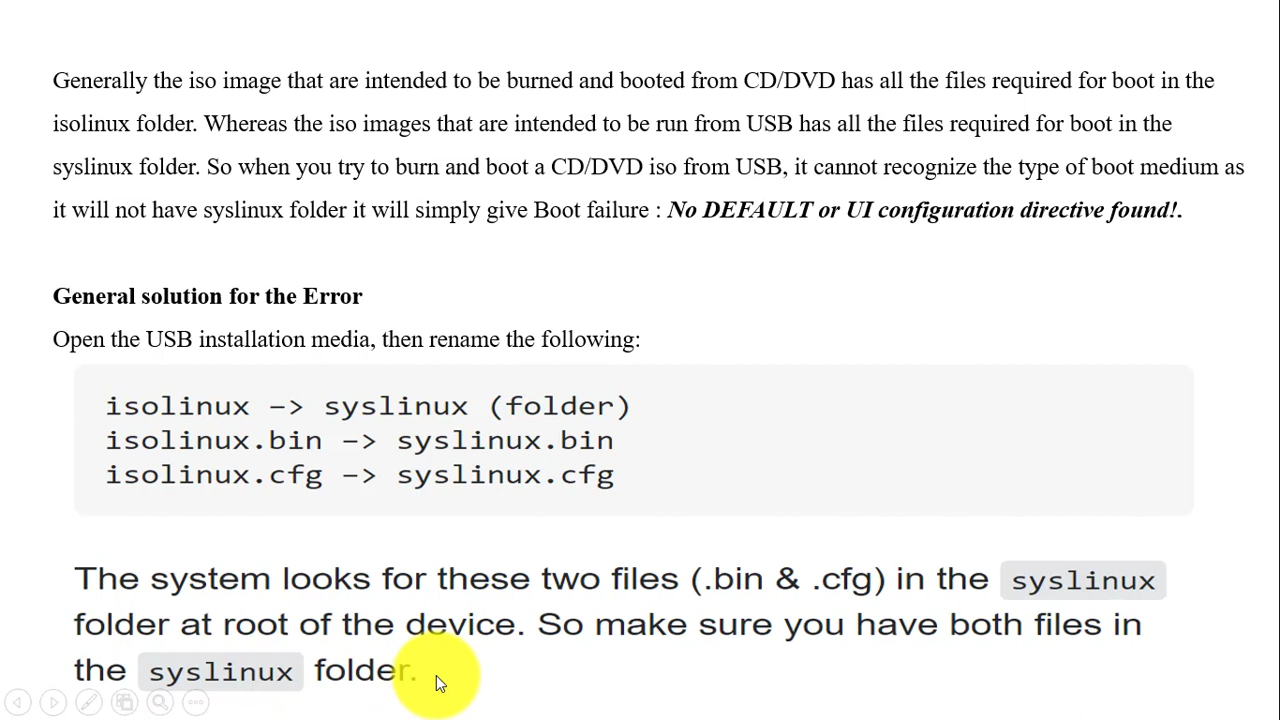 Generally the iso image that are intended to be burned and booted from CD/DVD has all the files required for boot in the
isolinux folder. Whereas the iso images that are intended to be run from USB has all the files required for boot in the
syslinux folder. So when you try to burn and boot a CD/DVD iso from USB, it cannot recognize the type of boot medium as
it will not have syslinux folder it will simply give Boot failure : No DEFAULT or UI configuration directive found!.
General solution for the Error
Open the USB installation media, then rename the following:
isolinux –> syslinux (folder)
isolinux.bin –> syslinux.bin
isolinux.cfg –> syslinux.cfg
The system looks for these two files (.bin & .cfg) in the syslinux
folder at root of the device. So make sure you have both files in
the syslinux folder.